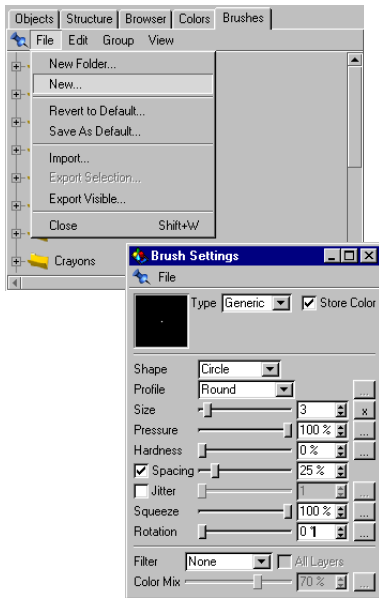 Objects Structure Browser Colors Brushes
File Edit Group View
New Folder...
New...
Revert to Default...
Save As Default...
Import...
Export Selection...
Export Visible...
Close Shift+W
Crayons
Brush Settings
File
Type Generic Store Color
Shape Circle
Profile Round ...
Size 3 x
Pressure 100 % ...
Hardness 0 % ...
Spacing 25 %
Jitter 1 ...
Squeeze 100 % ...
Rotation 0 ...
Filter None All Layers
Color Mix 70 % ...